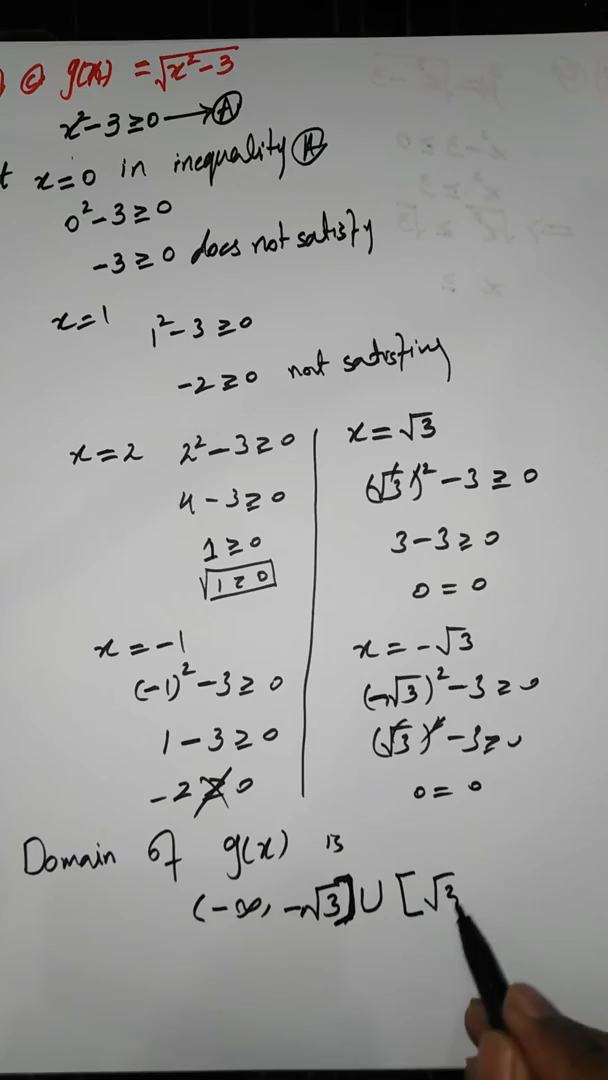 ) ⓒ g(x) = √x²-3
x²-3 ≥ 0 → Ⓐ
t x = 0 in inequality Ⓐ
0²-3 ≥ 0
-3 ≥ 0 does not satisfy
x = 1 1²-3 ≥ 0
-2 ≥ 0 not satisfying
x = 2 2²-3 ≥ 0
4-3 ≥ 0
1 ≥ 0
√1 ≥ 0
x = √3
(√3)²-3 ≥ 0
3-3 ≥ 0
0 = 0
x = -1
(-1)²-3 ≥ 0
1-3 ≥ 0
-2 ≥ 0
x = -√3
(-√3)²-3 ≥ 0
(√3)²-3 ≥ 0
0 = 0
Domain of g(x) is
(-∞, -√3] ∪ [√3